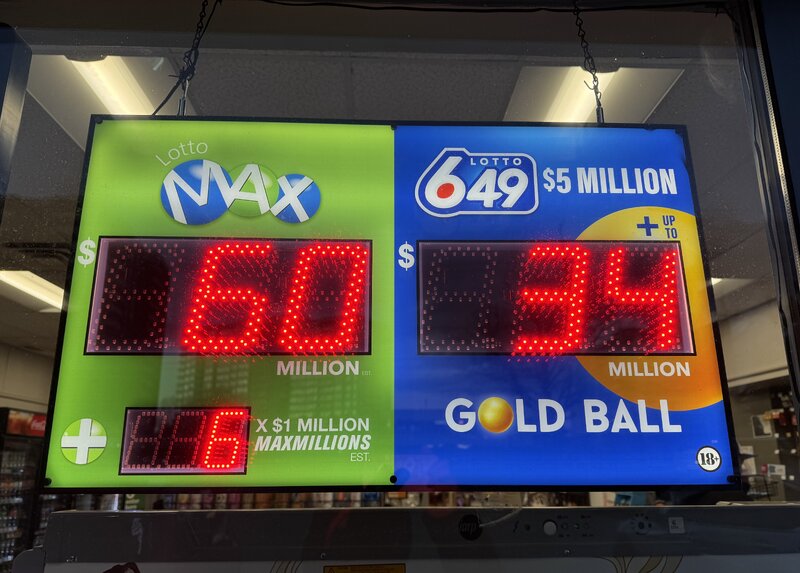 Lotto
MAX
$ 60
MILLION EST.
+ 6 X $1 MILLION
MAXMILLIONS
EST.
LOTTO
649 $5 MILLION
+ UP
TO
$ 34
MILLION
GOLD BALL
18+